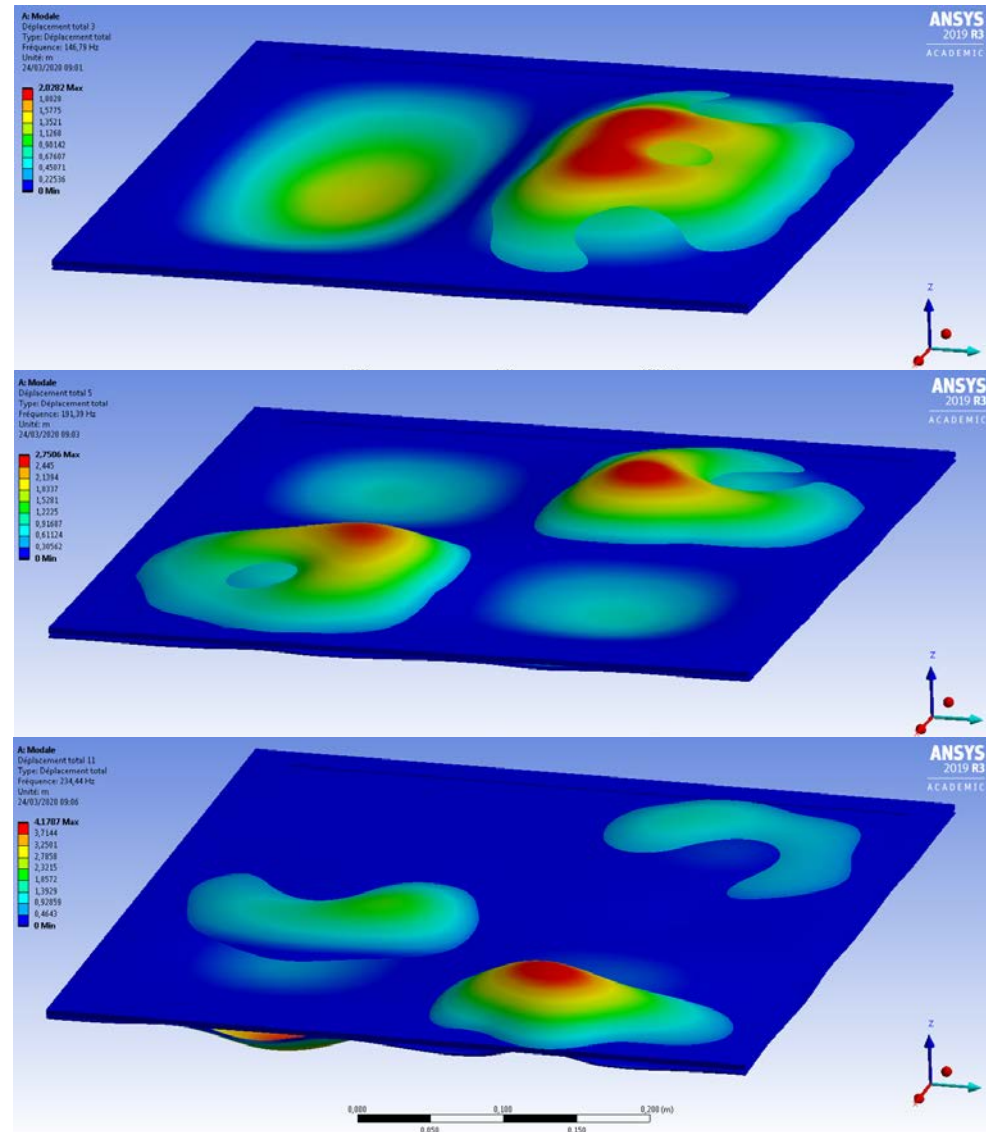 A: Modale
Déplacement total 3
Type: Déplacement total
Fréquence: 146,79 Hz
Unité: m
24/03/2020 09:01
2,0282 Max
1,8028
1,5775
1,3521
1,1268
0,90142
0,67607
0,45071
0,22536
0 Min
ANSYS
2019 R3
ACADEMIC
Z
A: Modale
Déplacement total 5
Type: Déplacement total
Fréquence: 191,39 Hz
Unité: m
24/03/2020 09:03
2,7506 Max
2,445
2,1394
1,8337
1,5281
1,2225
0,91687
0,61124
0,30562
0 Min
ANSYS
2019 R3
ACADEMIC
Z
A: Modale
Déplacement total 11
Type: Déplacement total
Fréquence: 234,44 Hz
Unité: m
24/03/2020 09:06
4,1787 Max
3,7144
3,2501
2,7858
2,3215
1,8572
1,3929
0,92859
0,4643
0 Min
ANSYS
2019 R3
ACADEMIC
Z
0,000 0,100 0,200 (m)
0,050 0,150